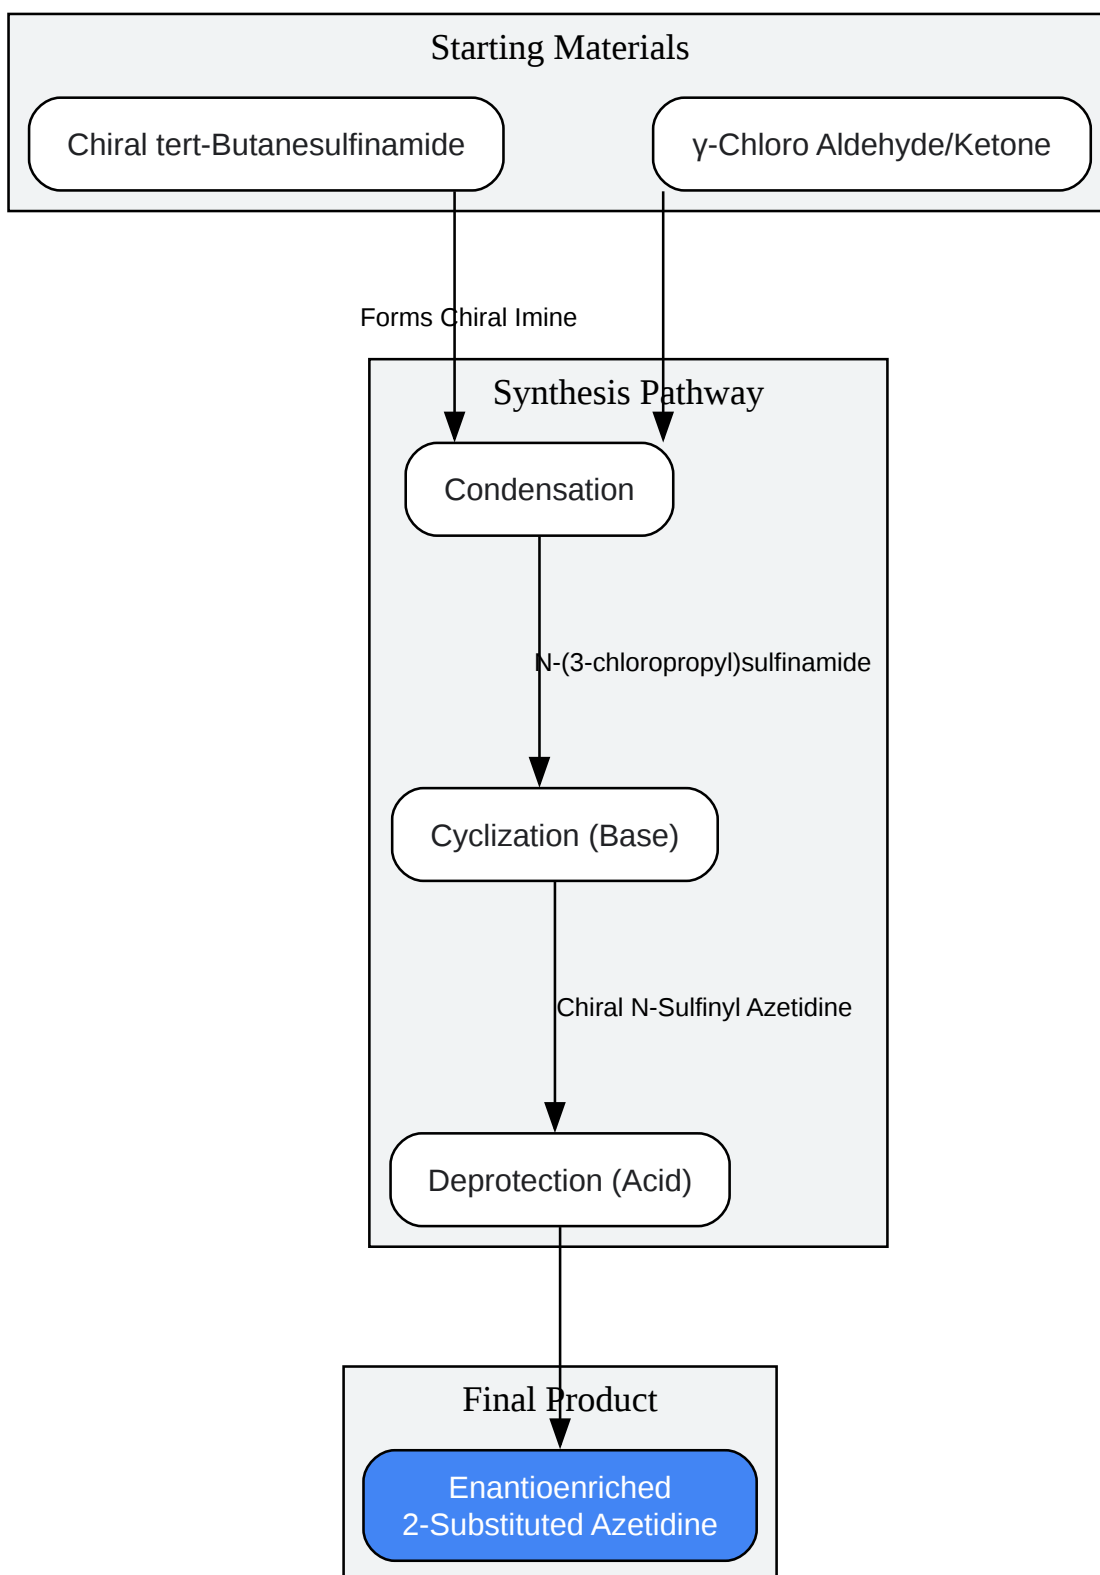 Starting Materials
Chiral tert-Butanesulfinamide
γ-Chloro Aldehyde/Ketone
Forms Chiral Imine
Synthesis Pathway
Condensation
N-(3-chloropropyl)sulfinamide
Cyclization (Base)
Chiral N-Sulfinyl Azetidine
Deprotection (Acid)
Final Product
Enantioenriched
2-Substituted Azetidine